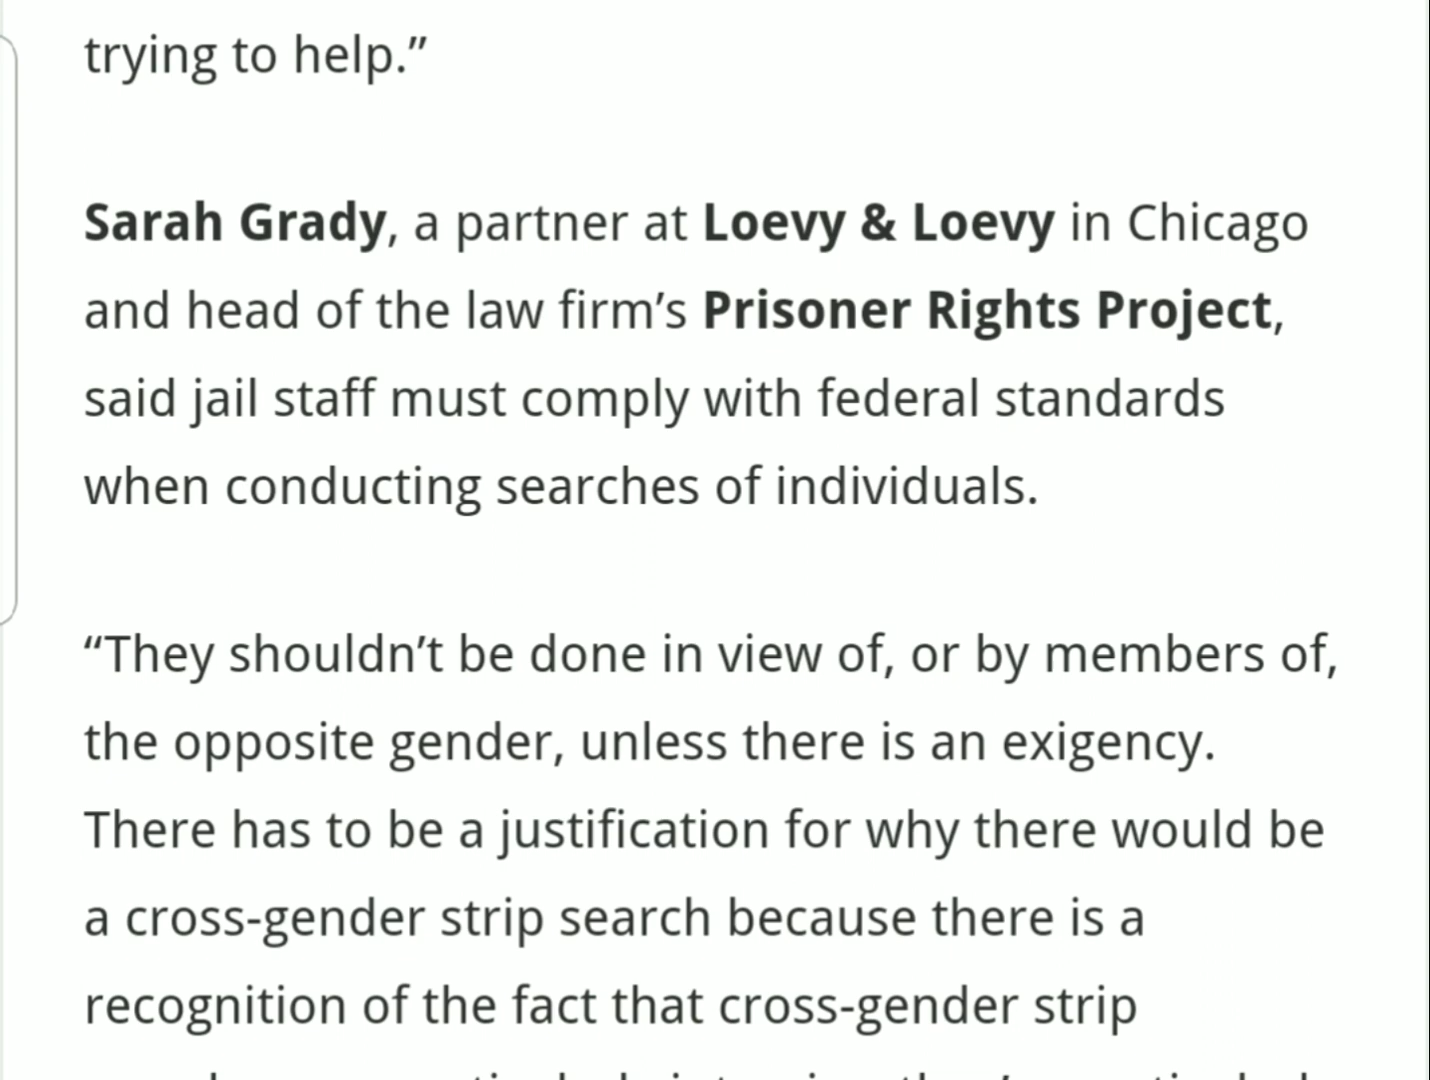 trying to help.”
Sarah Grady, a partner at Loevy & Loevy in Chicago
and head of the law firm’s Prisoner Rights Project,
said jail staff must comply with federal standards
when conducting searches of individuals.
“They shouldn’t be done in view of, or by members of,
the opposite gender, unless there is an exigency.
There has to be a justification for why there would be
a cross-gender strip search because there is a
recognition of the fact that cross-gender strip